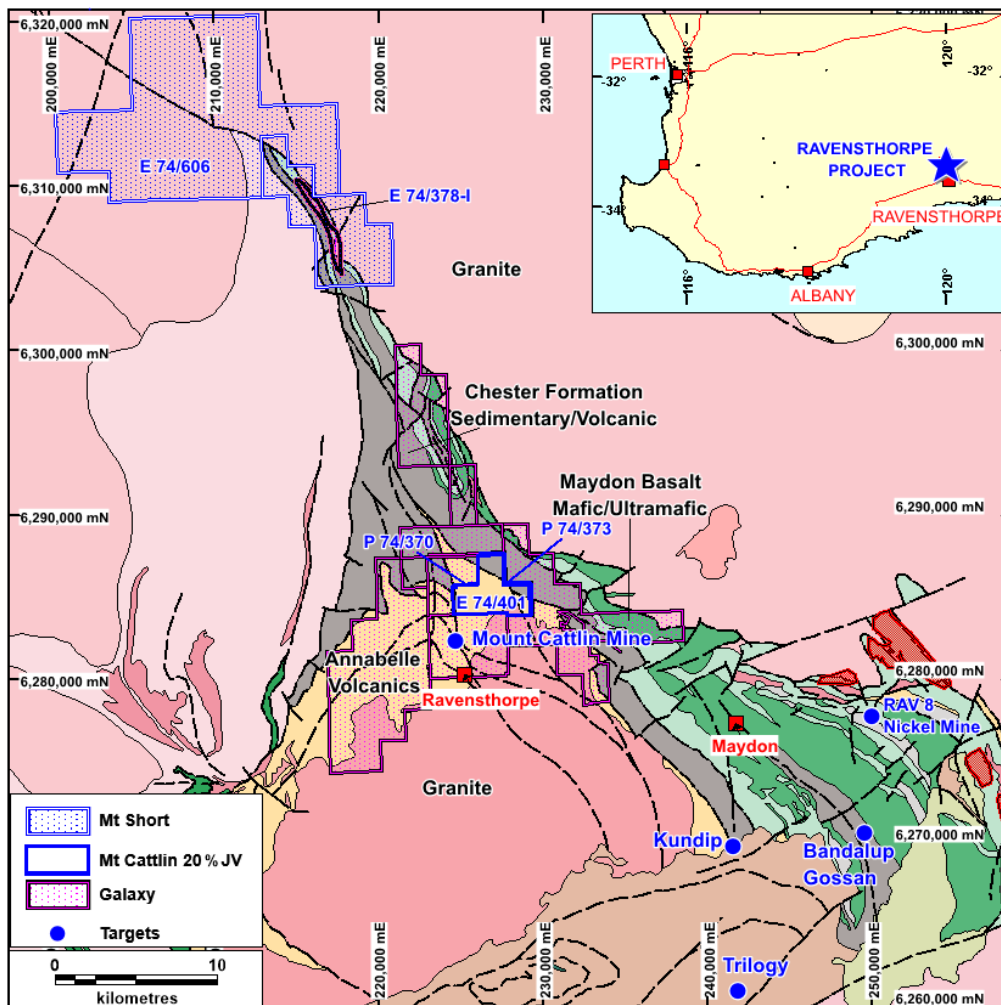 6,320,000 mN
200,000 mE
210,000 mE
220,000 mE
230,000 mE
PERTH
116°
120°
-32°
-32°
RAVENSTHORPE
PROJECT
-34°
-34°
RAVENSTHORPE
ALBANY
116°
120°
E 74/606
6,310,000 mN
E 74/378-I
Granite
6,300,000 mN
6,300,000 mN
Chester Formation
Sedimentary/Volcanic
Maydon Basalt
Mafic/Ultramafic
6,290,000 mN
6,290,000 mN
P 74/370
P 74/373
E 74/401
Mount Cattlin Mine
Annabelle
Volcanics
Ravensthorpe
6,280,000 mN
6,280,000 mN
RAV 8
Nickel Mine
Maydon
Granite
Kundip
6,270,000 mN
Bandalup
Gossan
Mt Short
Mt Cattlin 20% JV
Galaxy
Targets
0
10
kilometres
220,000 mE
230,000 mE
240,000 mE
250,000 mE
Trilogy
6,260,000 mN